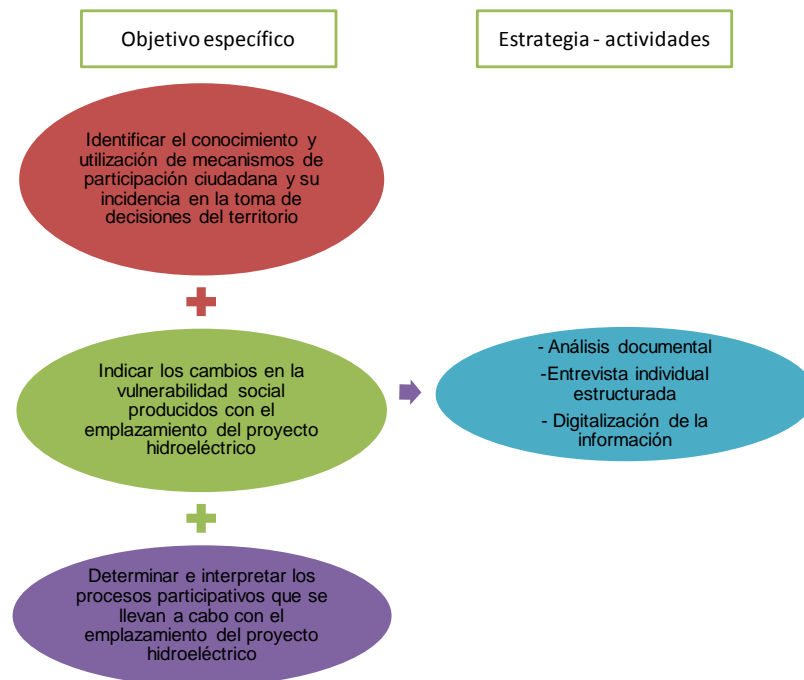 Objetivo específico
Estrategia - actividades
Identificar el conocimiento y
utilización de mecanismos de
participación ciudadana y su
incidencia en la toma de
decisiones del territorio
Indicar los cambios en la
vulnerabilidad social
producidos con el
emplazamiento del proyecto
hidroeléctrico
- Análisis documental
-Entrevista individual
estructurada
- Digitalización de la
información
Determinar e interpretar los
procesos participativos que se
llevan a cabo con el
emplazamiento del proyecto
hidroeléctrico